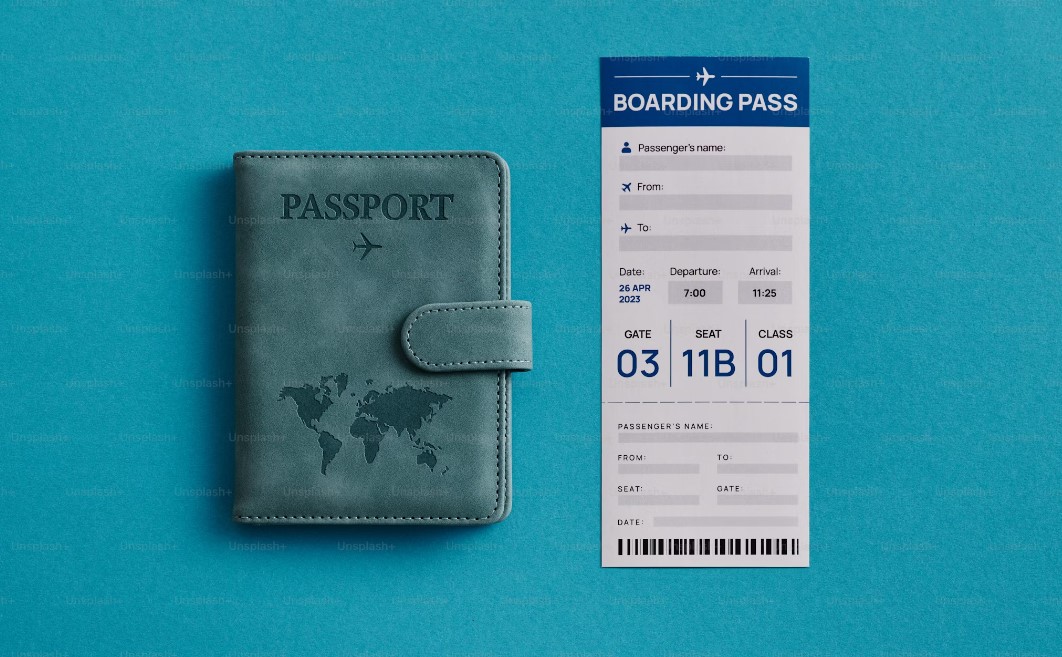 PASSPORT
BOARDING PASS
Passenger's name:
From:
To:
Date: Departure: Arrival:
26 APR
2023
7:00
11:25
GATE SEAT CLASS
03 11B 01
PASSENGER'S NAME:
FROM: TO:
SEAT: GATE:
DATE:
Unsplash+